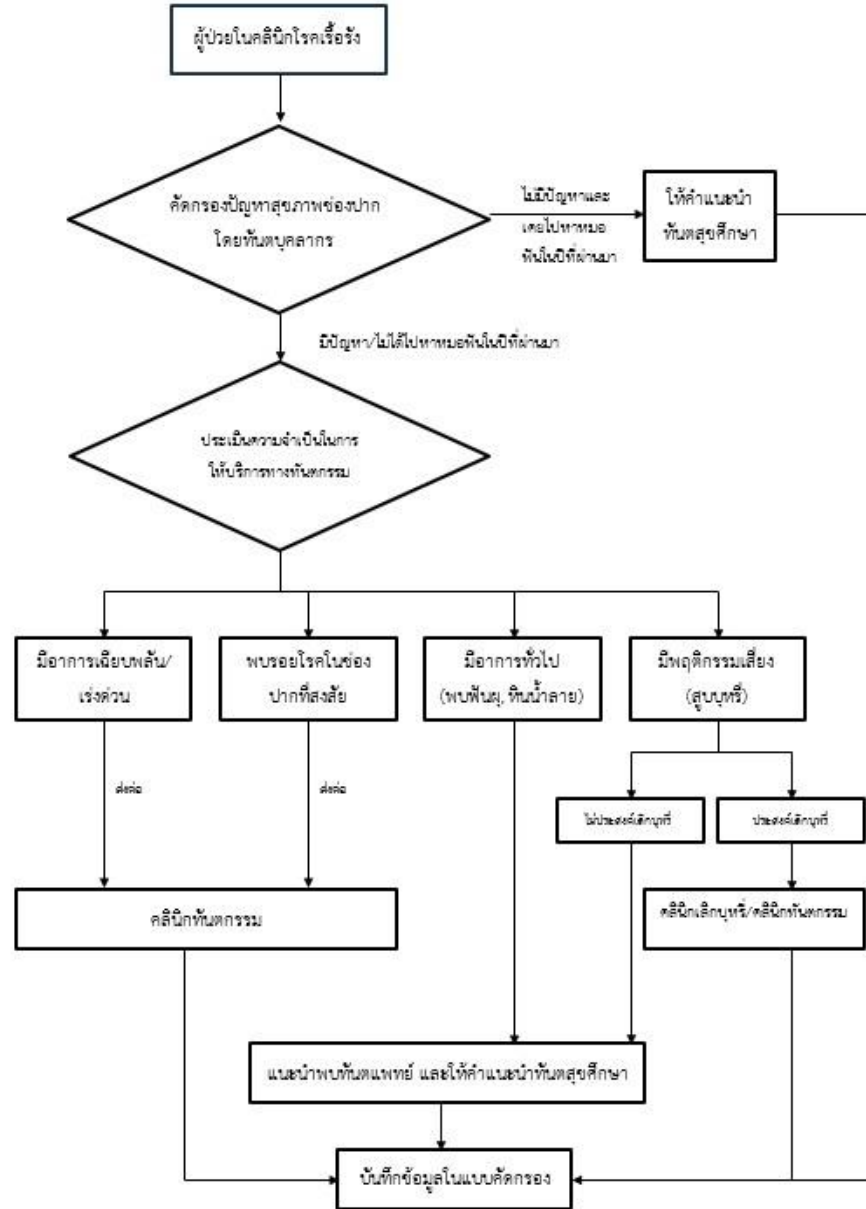 ผู้ป่วยในคลินิกโรคเรื้อรัง
คัดกรองปัญหาสุขภาพช่องปาก
โดยทันตบุคลากร
ไม่มีปัญหาและ
เคยไปหาหมอ
ฟันในปีที่ผ่านมา
ให้คำแนะนำ
ทันตสุขศึกษา
มีปัญหา/ไม่ได้ไปหาหมอฟันในปีที่ผ่านมา
ประเมินความจำเป็นในการ
ให้บริการทางทันตกรรม
มีอาการเฉียบพลัน/
เร่งด่วน
พบรอยโรคในช่อง
ปากที่สงสัย
มีอาการทั่วไป
(พบฟันผุ, หินน้ำลาย)
มีพฤติกรรมเสี่ยง
(สูบบุหรี่)
ส่งต่อ
ส่งต่อ
ไม่ประสงค์เลิกบุหรี่
ประสงค์เลิกบุหรี่
คลินิกทันตกรรม
คลินิกเลิกบุหรี่/คลินิกทันตกรรม
แนะนำพบทันตแพทย์ และให้คำแนะนำทันตสุขศึกษา
บันทึกข้อมูลในแบบคัดกรอง